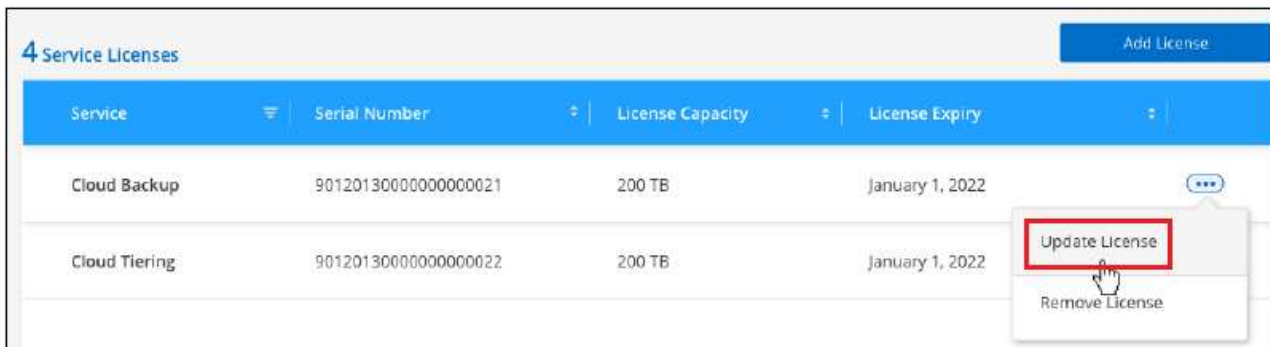 4 Service Licenses
Add License
Service Serial Number License Capacity License Expiry
Cloud Backup 90120130000000000021 200 TB January 1, 2022
Update License
Cloud Tiering 90120130000000000022 200 TB January 1, 2022
Remove License